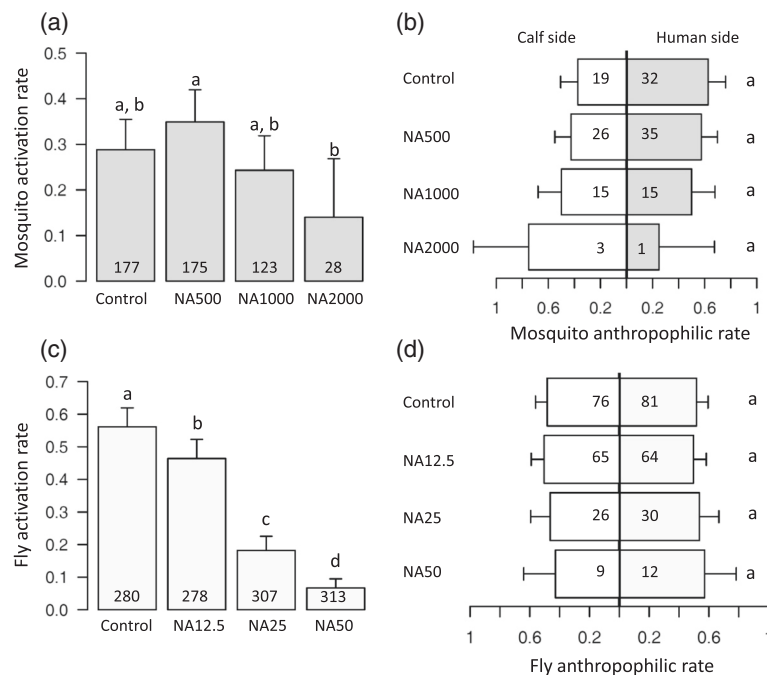 (a)
Mosquito activation rate
0.5
0.4
0.3
0.2
0.1
0.0
a, b
a
a, b
b
177
175
123
28
Control
NA500
NA1000
NA2000
(b)
Calf side
Human side
Control
19
32
a
NA500
26
35
a
NA1000
15
15
a
NA2000
3
1
a
1
0.6
0.2
0.2
0.6
1
Mosquito anthropophilic rate
(c)
Fly activation rate
0.7
0.6
0.5
0.4
0.3
0.2
0.1
0.0
a
b
c
d
280
278
307
313
Control
NA12.5
NA25
NA50
(d)
Control
76
81
a
NA12.5
65
64
a
NA25
26
30
a
NA50
9
12
a
1
0.6
0.2
0.2
0.6
1
Fly anthropophilic rate